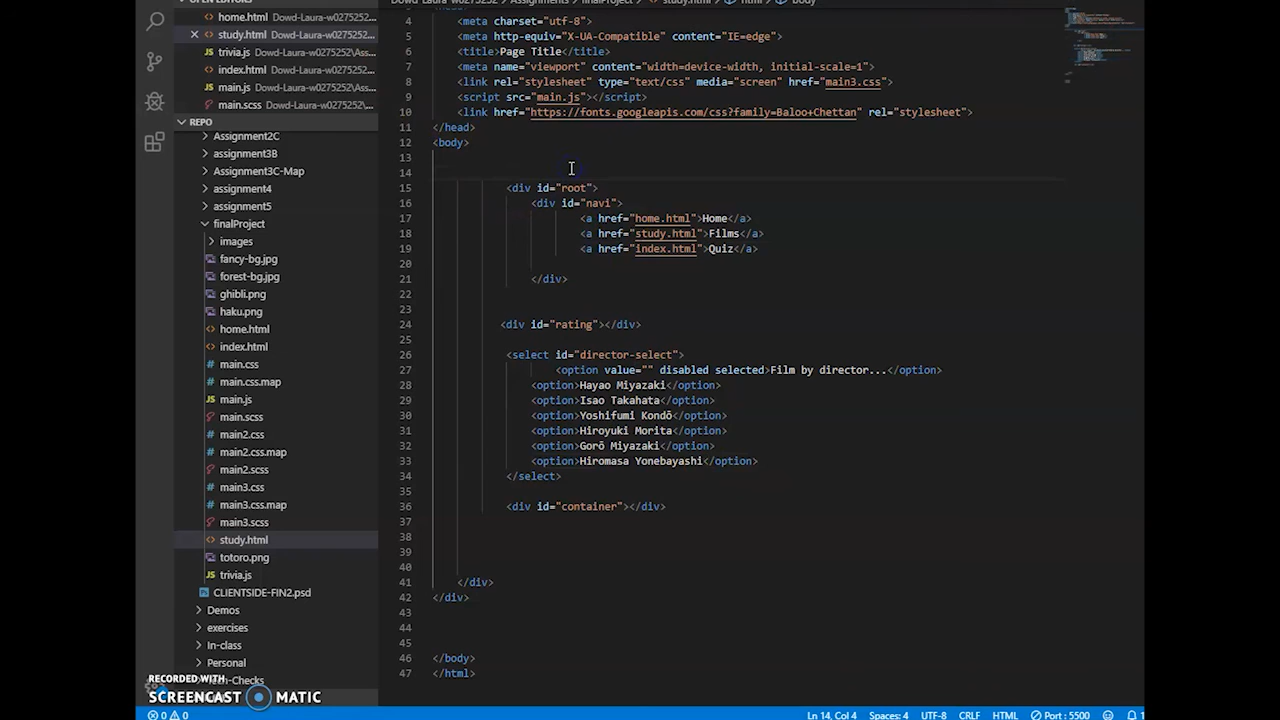 home.html Dowd-Laura-w0275252...
study.html Dowd-Laura-w0275252...
trivia.js Dowd-Laura-w0275252\Ass...
index.html Dowd-Laura-w0275252...
main.js Dowd-Laura-w0275252\Ass...
main.scss Dowd-Laura-w0275252...
REPO
Assignment2C
assignment3B
Assignment3C-Map
assignment4
assignment5
finalProject
images
fancy-bg.jpg
forest-bg.jpg
ghibli.png
haku.png
home.html
index.html
main.css
main.css.map
main.js
main.scss
main2.css
main2.css.map
main2.scss
main3.css
main3.css.map
main3.scss
study.html
totoro.png
trivia.js
CLIENTSIDE-FIN2.psd
Demos
exercises
In-class
Personal
Tech-Checks
4 <meta charset="utf-8">
5 <meta http-equiv="X-UA-Compatible" content="IE=edge">
6 <title>Page Title</title>
7 <meta name="viewport" content="width=device-width, initial-scale=1">
8 <link rel="stylesheet" type="text/css" media="screen" href="main3.css">
9 <script src="main.js"></script>
10 <link href="https://fonts.googleapis.com/css?family=Baloo+Chettan" rel="stylesheet">
11 </head>
12 <body>
13
14
15 <div id="root">
16 <div id="navi">
17 <a href="home.html">Home</a>
18 <a href="study.html">Films</a>
19 <a href="index.html">Quiz</a>
20
21 </div>
22
23
24 <div id="rating"></div>
25
26 <select id="director-select">
27 <option value="" disabled selected>Film by director...</option>
28 <option>Hayao Miyazaki</option>
29 <option>Isao Takahata</option>
30 <option>Yoshifumi Kondō</option>
31 <option>Hiroyuki Morita</option>
32 <option>Gorō Miyazaki</option>
33 <option>Hiromasa Yonebayashi</option>
34 </select>
35
36 <div id="container"></div>
37
38
39
40
41 </div>
42 </div>
43
44
45
46 </body>
47 </html>
RECORDED WITH
SCREENCAST MATIC
0 0 Ln 14, Col 4 Spaces: 4 UTF-8 CRLF HTML Port : 5500 1